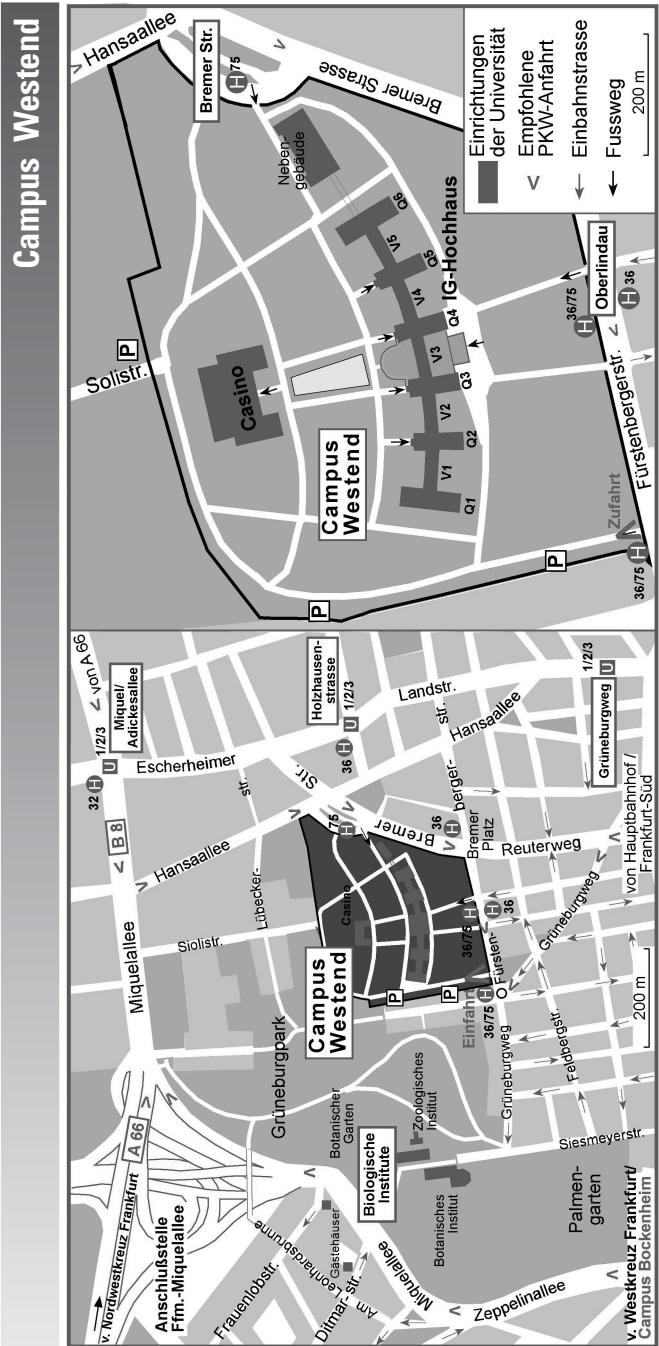 Campus Westend
v. Nordwestkreuz Frankfurt
A 66
Anschlußstelle
Ffm.-Miquelallee
Frauenlobstr.
Am Leonhardsbrunne
Ditmar-str.
Gästehäuser
Miquelallee
Zeppelinallee
v. Westkreuz Frankfurt/
Campus Bockenheim
Palmen-
garten
Siesmeyerstr.
Biologische
Institute
Botanischer
Garten
Zoologisches
Institut
Botanisches
Institut
Grüneburgpark
Miquelallee
B 8
Siolistr.
Lübecker-
str.
Hansaallee
Campus
Westend
Casino
P
P
Einfahrt
36/75 H
Fürsten-
36/75 H
H 36
Grüneburgweg
Feldbergstr.
Grüneburgweg
200 m
von Hauptbahnhof /
Frankfurt-Süd
Reuterweg
Bremer
Platz
36 H
berger-
str.
Bremer
Str.
75 H
Hansaallee
Landstr.
Escherheimer
32 H
U 1/2/3
Miquel/
Adickesallee
von A 66
Holzhausen-
strasse
36 H
U 1/2/3
Grüneburgweg
1/2/3 U
Hansaallee
Bremer Str.
H 75
Bremer Strasse
Solistr.
P
Casino
Neben-
gebäude
Campus
Westend
IG-Hochhaus
Q1
V1
Q2
V2
Q3
V3
Q4
V4
Q5
V5
Q6
P
P
Zufahrt
36/75 H
Fürstenbergerstr.
36/75 H
Oberlindau
H 36
Einrichtungen
der Universität
Empfohlene
PKW-Anfahrt
Einbahnstrasse
Fussweg
200 m